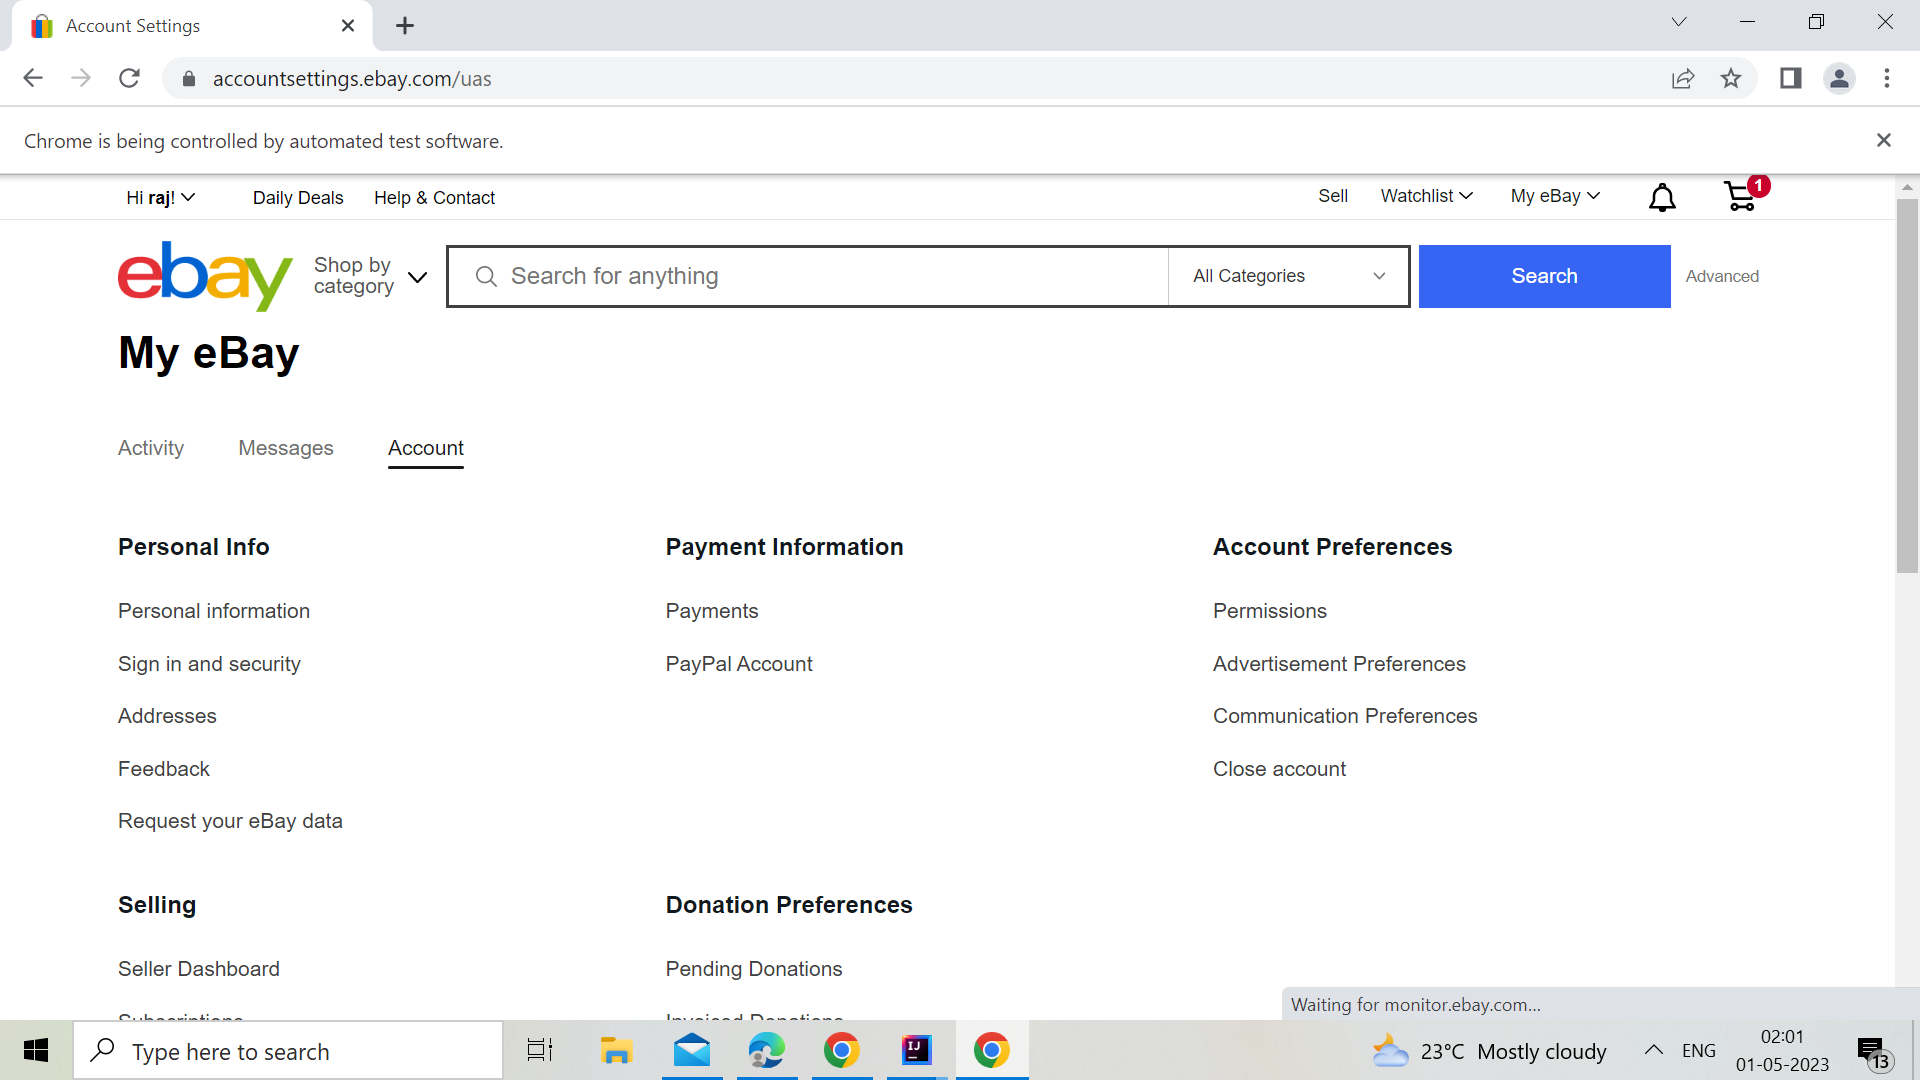 Account Settings
accountsettings.ebay.com/uas
Chrome is being controlled by automated test software.
Hi raj! Daily Deals Help & Contact Sell Watchlist My eBay 1
ebay Shop by category Search for anything All Categories Search Advanced
My eBay
Activity Messages Account
Personal Info Payment Information Account Preferences
Personal information Payments Permissions
Sign in and security PayPal Account Advertisement Preferences
Addresses Communication Preferences
Feedback Close account
Request your eBay data
Selling Donation Preferences
Seller Dashboard Pending Donations
Subscriptions Invoiced Donations
Waiting for monitor.ebay.com...
Type here to search IJ 23°C Mostly cloudy ENG 02:01
01-05-2023 13